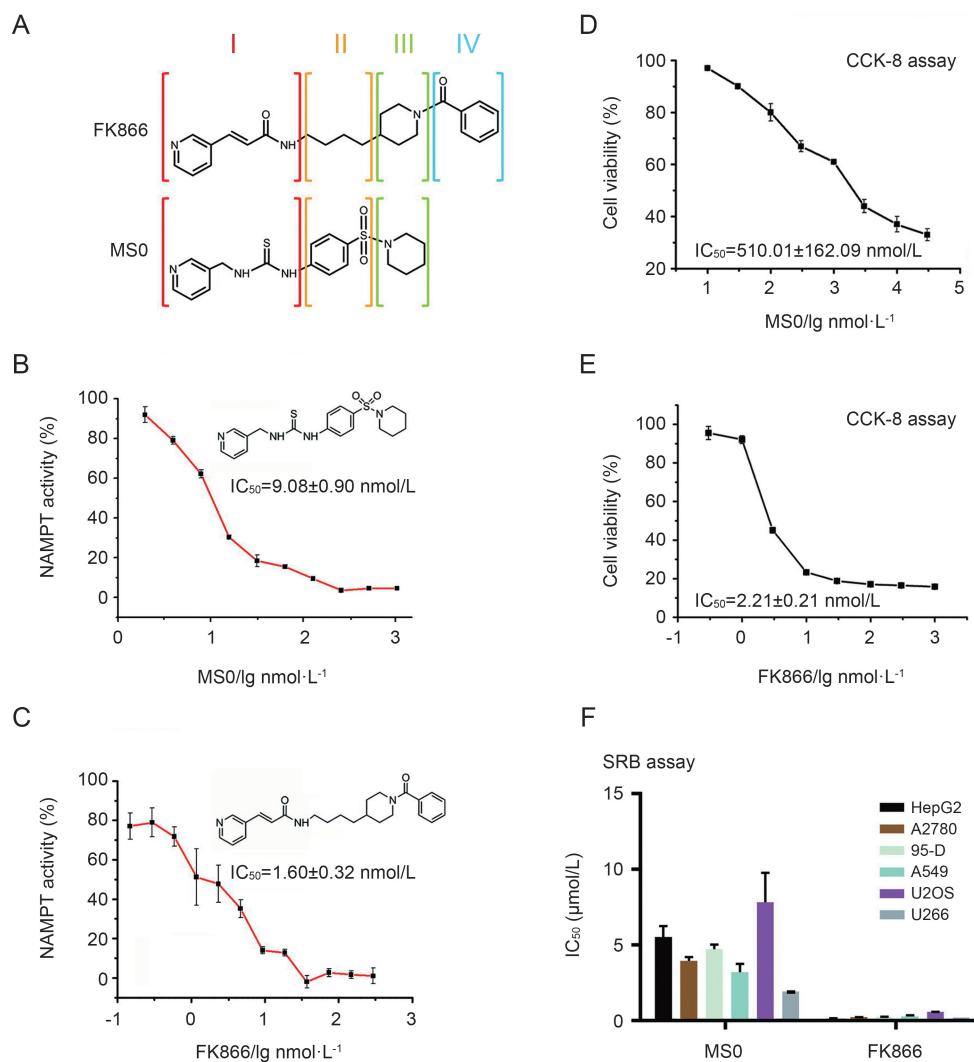 A
I II III IV
FK866
N
O
N
H
N
O
MS0
N
NH
S
NH
O
S
O
N
B
NAMPT activity (%)
100
80
60
40
20
0
N
NH
S
NH
O
O
S
N
IC50=9.08±0.90 nmol/L
0 1 2 3
MS0/lg nmol·L-1
C
NAMPT activity (%)
100
80
60
40
20
0
N
O
N
H
N
O
IC50=1.60±0.32 nmol/L
-1 0 1 2 3
FK866/lg nmol·L-1
D
CCK-8 assay
Cell viability (%)
100
80
60
40
20
IC50=510.01±162.09 nmol/L
1 2 3 4 5
MS0/lg nmol·L-1
E
CCK-8 assay
Cell viability (%)
100
80
60
40
20
0
IC50=2.21±0.21 nmol/L
-1 0 1 2 3
FK866/lg nmol·L-1
F
SRB assay
IC50 (μmol/L)
15
10
5
0
HepG2
A2780
95-D
A549
U2OS
U266
MS0 FK866